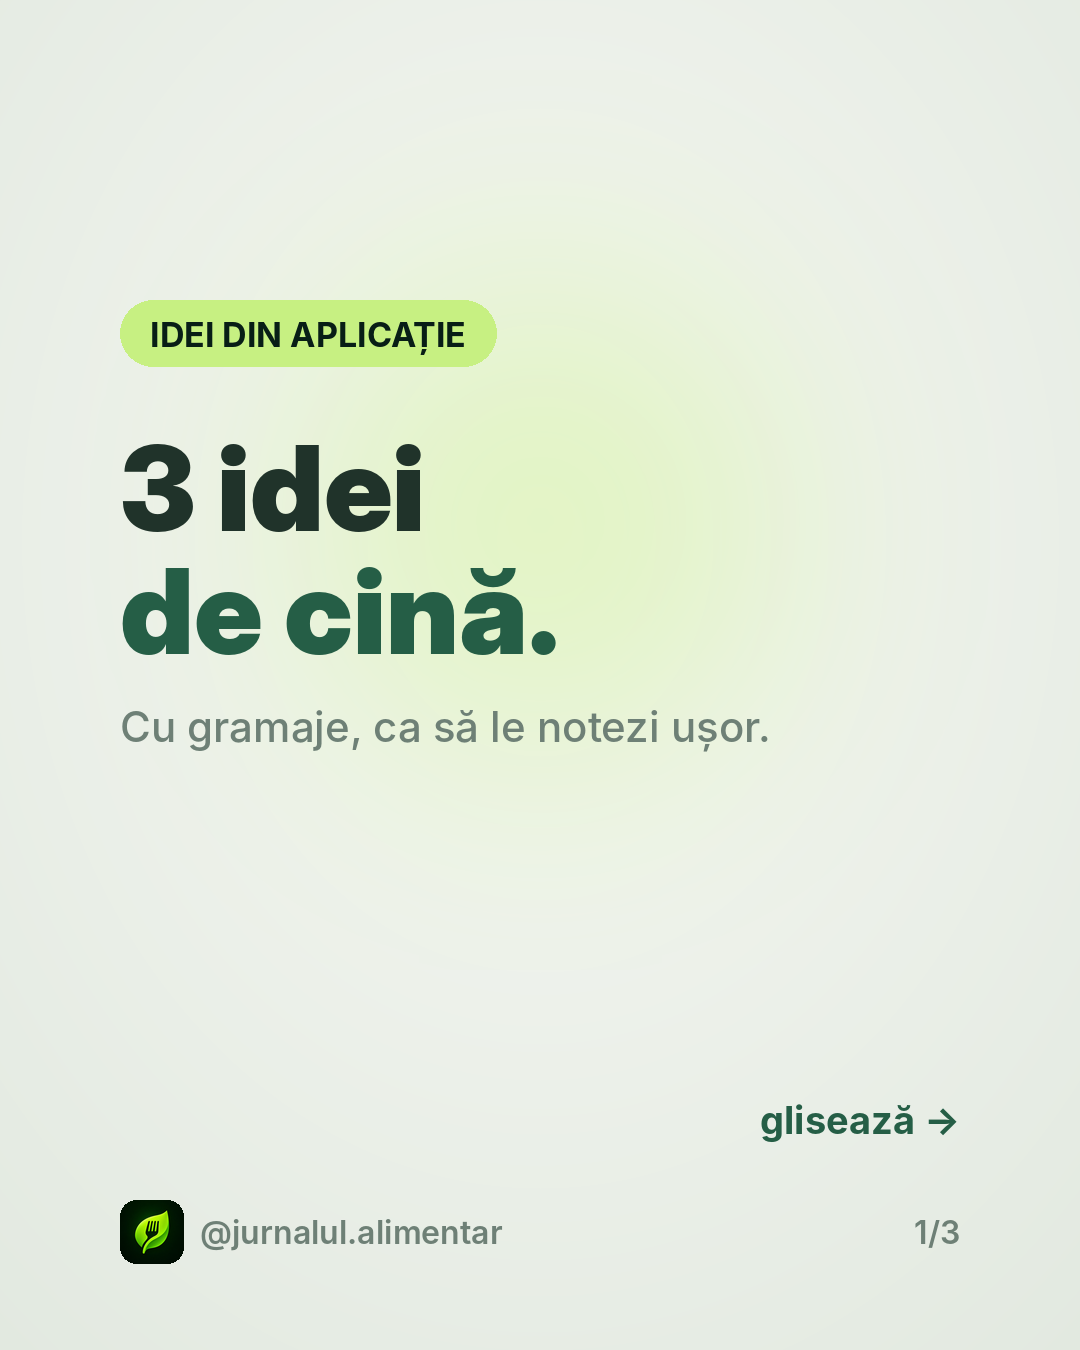 IDEI DIN APLICAȚIE
3 idei
de cină.
Cu gramaje, ca să le notezi ușor.
glisează →
@jurnalul.alimentar
1/3